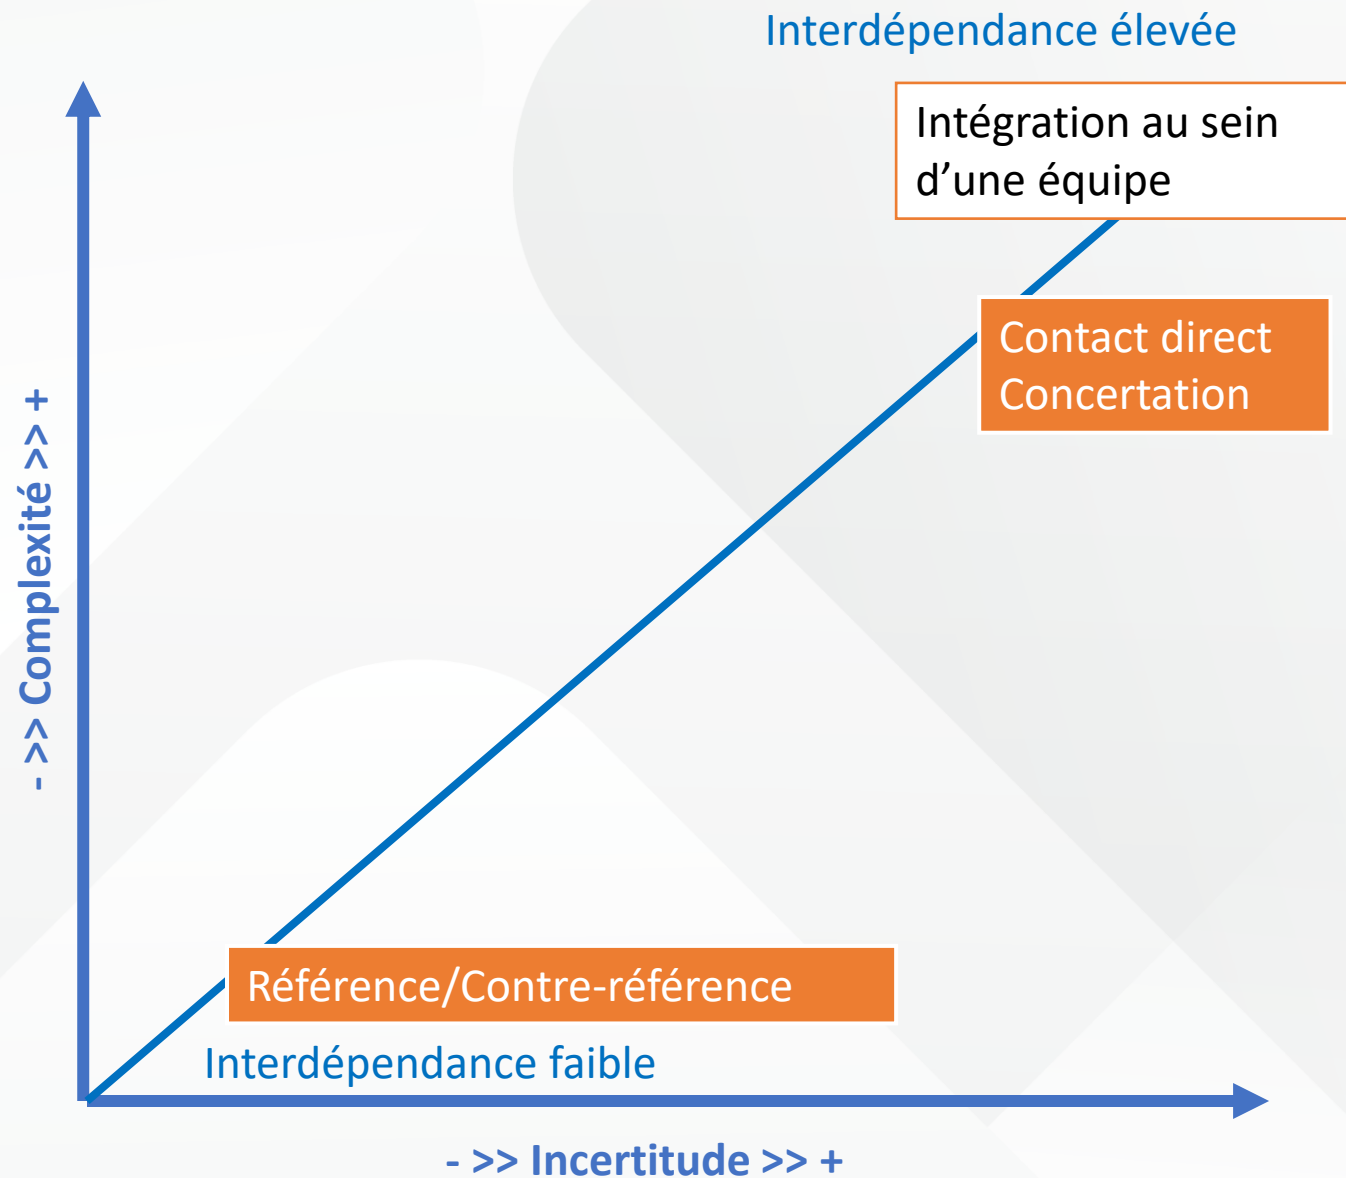 Interdépendance élevée
Intégration au sein
d’une équipe
Contact direct
Concertation
- >> Complexité >> +
Référence/Contre-référence
Interdépendance faible
- >> Incertitude >> +